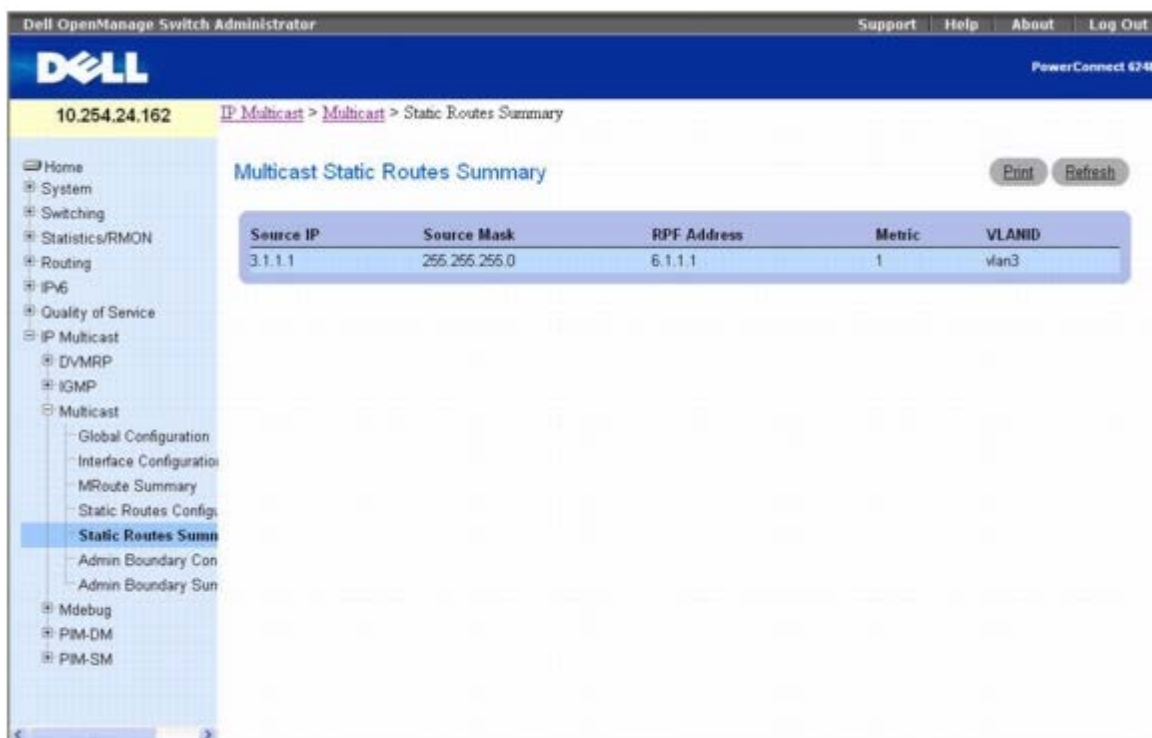 Dell OpenManage Switch Administrator Support Help About Log Out
DELL
PowerConnect 6248
10.254.24.162
IP Multicast > Multicast > Static Routes Summary
Home
System
Switching
Statistics/RMON
Routing
IPv6
Quality of Service
IP Multicast
DVMRP
IGMP
Multicast
Global Configuration
Interface Configuration
MRoute Summary
Static Routes Configu
Static Routes Summ
Admin Boundary Con
Admin Boundary Sum
Mdebug
PIM-DM
PIM-SM
Multicast Static Routes Summary
Print Refresh
Source IP Source Mask RPF Address Metric VLANID
3.1.1.1 255.255.255.0 6.1.1.1 1 vlan3